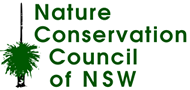 Nature
Conservation
Council
of NSW